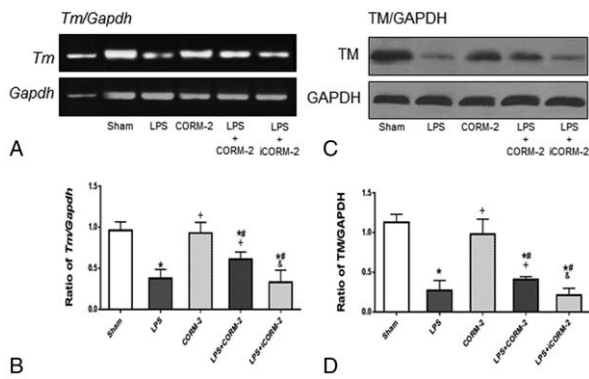 Tm/Gapdh
Tm
Gapdh
Sham LPS CORM-2 LPS + CORM-2 LPS + iCORM-2
A
TM/GAPDH
TM
GAPDH
Sham LPS CORM-2 LPS + CORM-2 LPS + iCORM-2
C
Ratio of Tm/Gapdh
1.5
1.0
0.5
0.0
*
+
*#
+
*#
&
Sham LPS CORM-2 LPS+CORM-2 LPS+iCORM-2
B
Ratio of TM/GAPDH
1.5
1.0
0.5
0.0
*
+
*#
+
*#
&
Sham LPS CORM-2 LPS+CORM-2 LPS+iCORM-2
D